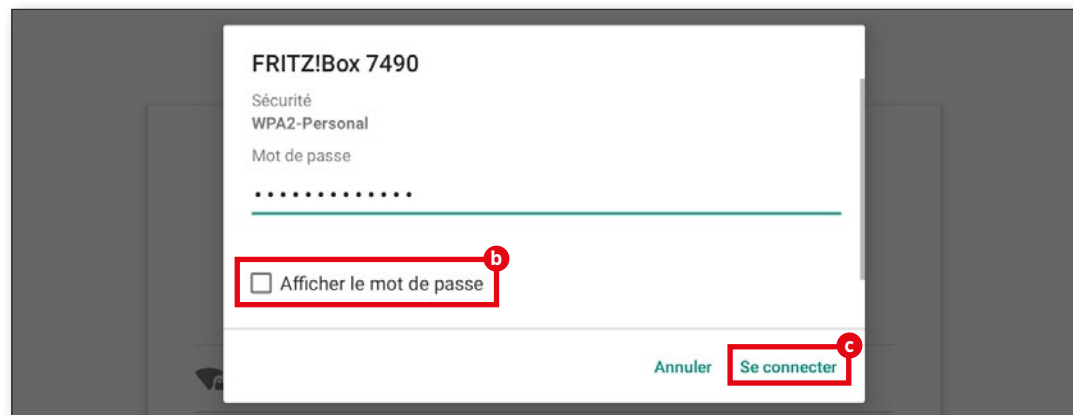 FRITZ!Box 7490
Sécurité
WPA2-Personal
Mot de passe
•••••••••••••
b
Afficher le mot de passe
c
Annuler Se connecter